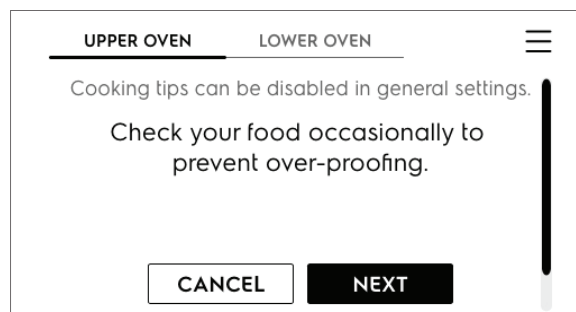 UPPER OVEN LOWER OVEN
Cooking tips can be disabled in general settings.
Check your food occasionally to
prevent over-proofing.
CANCEL NEXT